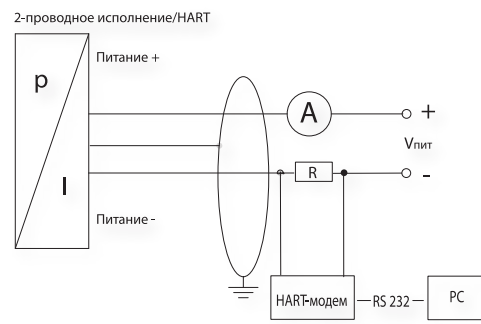 2-проводное исполнение/HART
Питание +
p
A
+
Vпит
R
-
I
Питание -
HART-модем
RS 232
PC